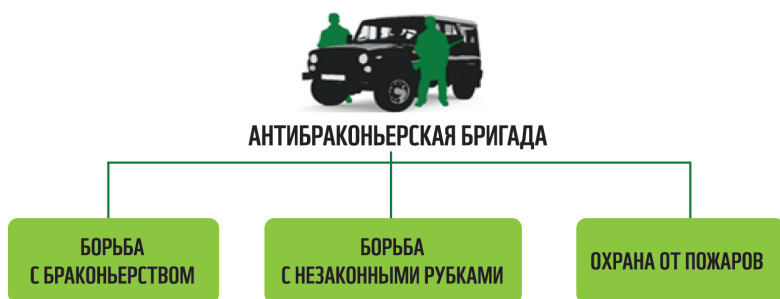 АНТИБРАКОНЬЕРСКАЯ БРИГАДА
БОРЬБА
С БРАКОНЬЕРСТВОМ
БОРЬБА
С НЕЗАКОННЫМИ РУБКАМИ
ОХРАНА ОТ ПОЖАРОВ